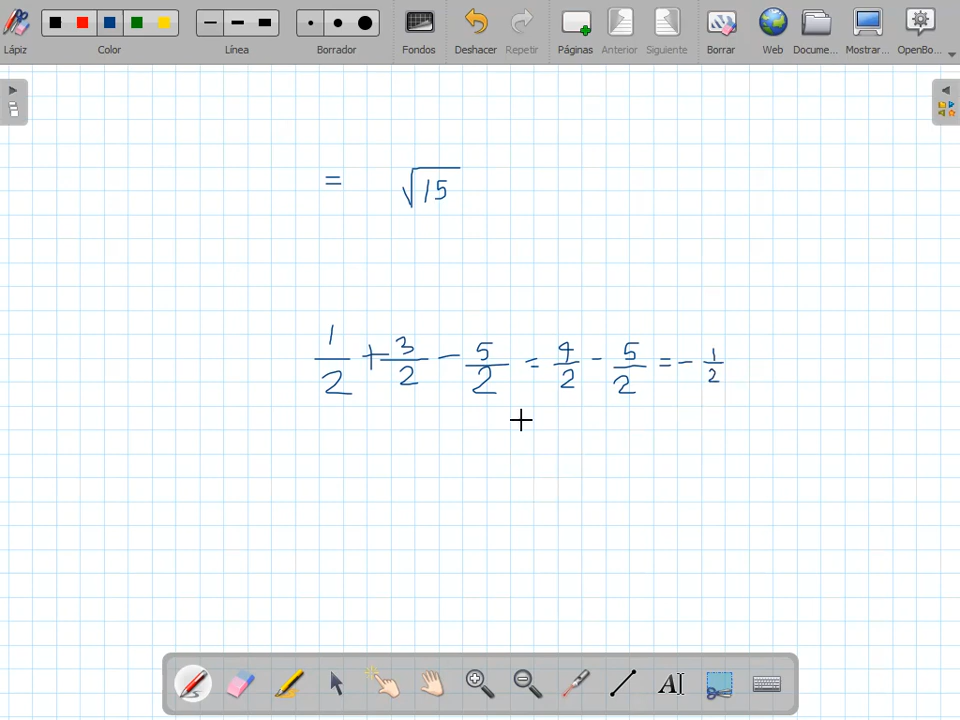 Lápiz Color Línea Borrador Fondos Deshacer Repetir Páginas Anterior Siguiente Borrar Web Docume... Mostrar... OpenBo...
= √15
1/2 + 3/2 - 5/2 = 4/2 - 5/2 = - 1/2